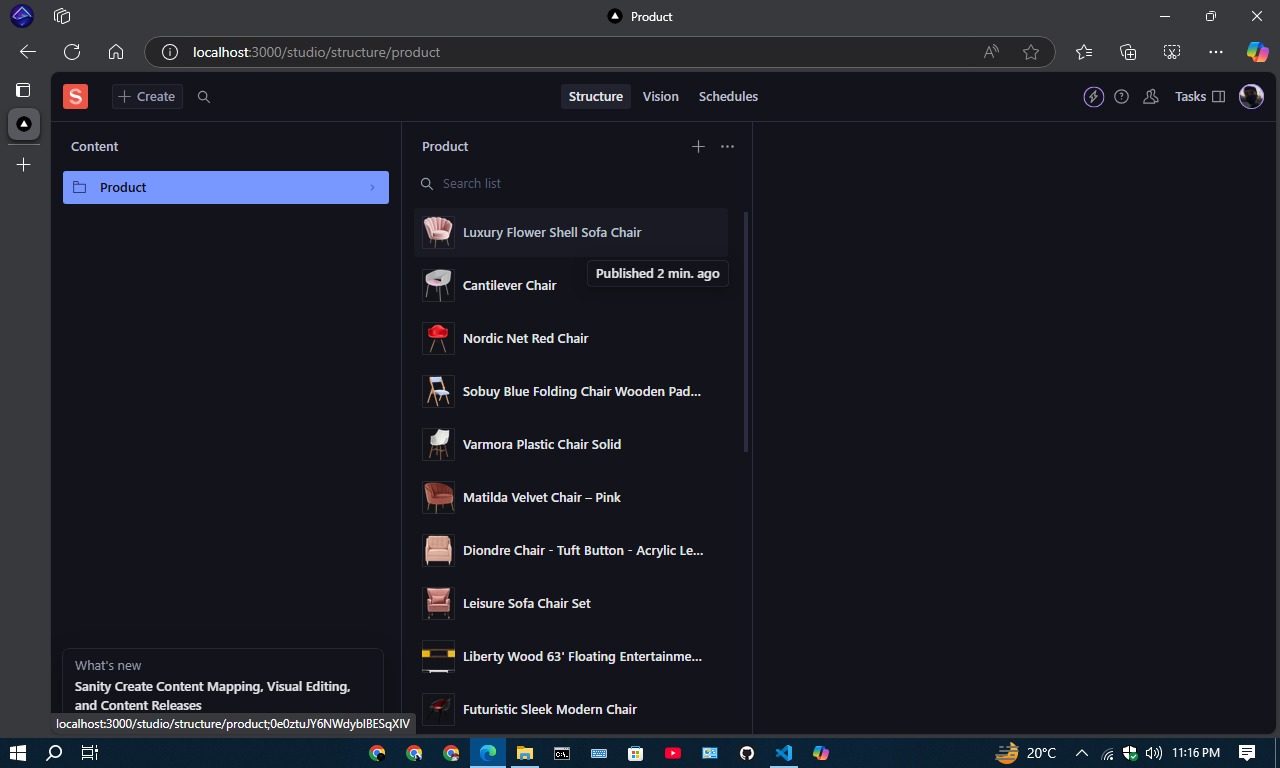 Product
localhost:3000/studio/structure/product
S
Create
Structure
Vision
Schedules
Tasks
Content
Product
Product
Search list
Luxury Flower Shell Sofa Chair
Published 2 min. ago
Cantilever Chair
Nordic Net Red Chair
Sobuy Blue Folding Chair Wooden Pad...
Varmora Plastic Chair Solid
Matilda Velvet Chair – Pink
Diondre Chair - Tuft Button - Acrylic Le...
Leisure Sofa Chair Set
Liberty Wood 63' Floating Entertainme...
Futuristic Sleek Modern Chair
What's new
Sanity Create Content Mapping, Visual Editing,
and Content Releases
localhost:3000/studio/structure/product;0e0ztuJY6NWdyblBESqXIV
20°C
11:16 PM